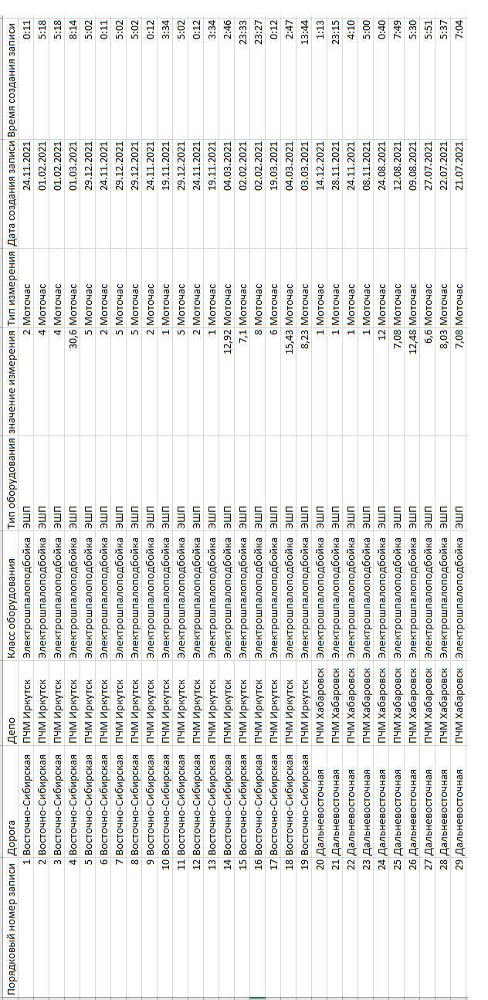 Порядковый номер записи Дорога Депо Класс оборудования Тип оборудования значение измерения Тип измерения Дата создания записи Время создания записи
1 Восточно-Сибирская ПЧМ Иркутск Электрошпалоподбойка ЭШП 2 Моточас 24.11.2021 0:11
2 Восточно-Сибирская ПЧМ Иркутск Электрошпалоподбойка ЭШП 4 Моточас 01.02.2021 5:18
3 Восточно-Сибирская ПЧМ Иркутск Электрошпалоподбойка ЭШП 4 Моточас 01.02.2021 5:18
4 Восточно-Сибирская ПЧМ Иркутск Электрошпалоподбойка ЭШП 30,6 Моточас 01.03.2021 8:14
5 Восточно-Сибирская ПЧМ Иркутск Электрошпалоподбойка ЭШП 5 Моточас 29.12.2021 5:02
6 Восточно-Сибирская ПЧМ Иркутск Электрошпалоподбойка ЭШП 2 Моточас 24.11.2021 0:11
7 Восточно-Сибирская ПЧМ Иркутск Электрошпалоподбойка ЭШП 5 Моточас 29.12.2021 5:02
8 Восточно-Сибирская ПЧМ Иркутск Электрошпалоподбойка ЭШП 5 Моточас 29.12.2021 5:02
9 Восточно-Сибирская ПЧМ Иркутск Электрошпалоподбойка ЭШП 2 Моточас 24.11.2021 0:12
10 Восточно-Сибирская ПЧМ Иркутск Электрошпалоподбойка ЭШП 1 Моточас 19.11.2021 3:34
11 Восточно-Сибирская ПЧМ Иркутск Электрошпалоподбойка ЭШП 5 Моточас 29.12.2021 5:02
12 Восточно-Сибирская ПЧМ Иркутск Электрошпалоподбойка ЭШП 2 Моточас 24.11.2021 0:12
13 Восточно-Сибирская ПЧМ Иркутск Электрошпалоподбойка ЭШП 1 Моточас 19.11.2021 3:34
14 Восточно-Сибирская ПЧМ Иркутск Электрошпалоподбойка ЭШП 12,92 Моточас 04.03.2021 2:46
15 Восточно-Сибирская ПЧМ Иркутск Электрошпалоподбойка ЭШП 7,1 Моточас 02.02.2021 23:33
16 Восточно-Сибирская ПЧМ Иркутск Электрошпалоподбойка ЭШП 8 Моточас 02.02.2021 23:27
17 Восточно-Сибирская ПЧМ Иркутск Электрошпалоподбойка ЭШП 6 Моточас 19.03.2021 0:12
18 Восточно-Сибирская ПЧМ Иркутск Электрошпалоподбойка ЭШП 15,43 Моточас 04.03.2021 2:47
19 Восточно-Сибирская ПЧМ Иркутск Электрошпалоподбойка ЭШП 8,23 Моточас 03.03.2021 13:44
20 Дальневосточная ПЧМ Хабаровск Электрошпалоподбойка ЭШП 1 Моточас 14.12.2021 1:13
21 Дальневосточная ПЧМ Хабаровск Электрошпалоподбойка ЭШП 1 Моточас 28.11.2021 23:15
22 Дальневосточная ПЧМ Хабаровск Электрошпалоподбойка ЭШП 1 Моточас 24.11.2021 4:10
23 Дальневосточная ПЧМ Хабаровск Электрошпалоподбойка ЭШП 1 Моточас 08.11.2021 5:00
24 Дальневосточная ПЧМ Хабаровск Электрошпалоподбойка ЭШП 12 Моточас 24.08.2021 0:40
25 Дальневосточная ПЧМ Хабаровск Электрошпалоподбойка ЭШП 7,08 Моточас 12.08.2021 7:49
26 Дальневосточная ПЧМ Хабаровск Электрошпалоподбойка ЭШП 12,48 Моточас 09.08.2021 5:30
27 Дальневосточная ПЧМ Хабаровск Электрошпалоподбойка ЭШП 6,6 Моточас 27.07.2021 5:51
28 Дальневосточная ПЧМ Хабаровск Электрошпалоподбойка ЭШП 8,03 Моточас 22.07.2021 5:37
29 Дальневосточная ПЧМ Хабаровск Электрошпалоподбойка ЭШП 7,08 Моточас 21.07.2021 7:04